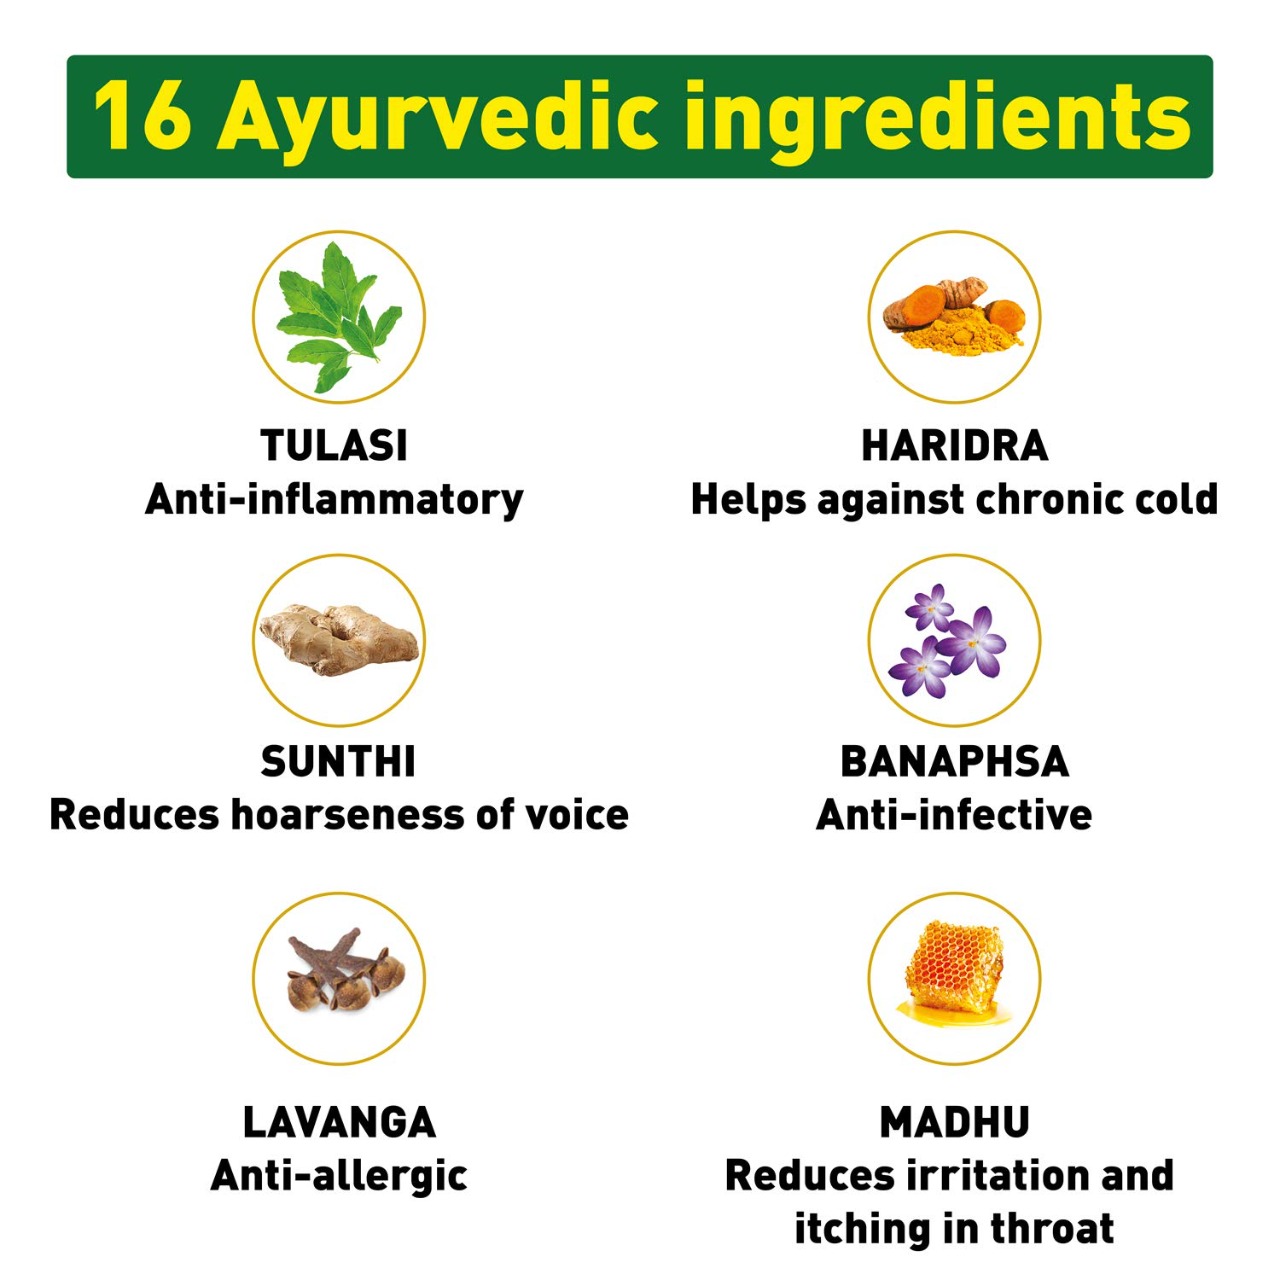 16 Ayurvedic ingredients
TULASI
Anti-inflammatory
HARIDRA
Helps against chronic cold
SUNTHI
Reduces hoarseness of voice
BANAPHSA
Anti-infective
LAVANGA
Anti-allergic
MADHU
Reduces irritation and
itching in throat